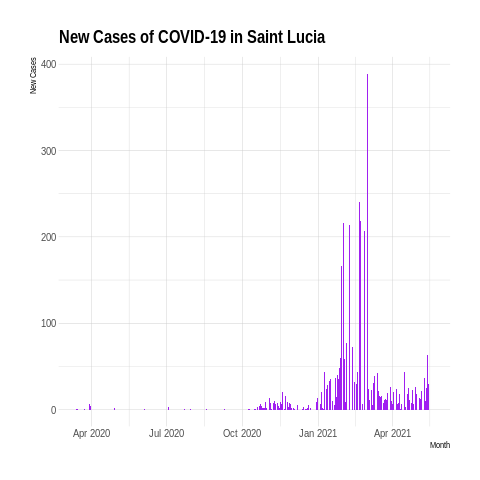 New Cases of COVID-19 in Saint Lucia
New Cases
400
300
200
100
0
Apr 2020 Jul 2020 Oct 2020 Jan 2021 Apr 2021
Month